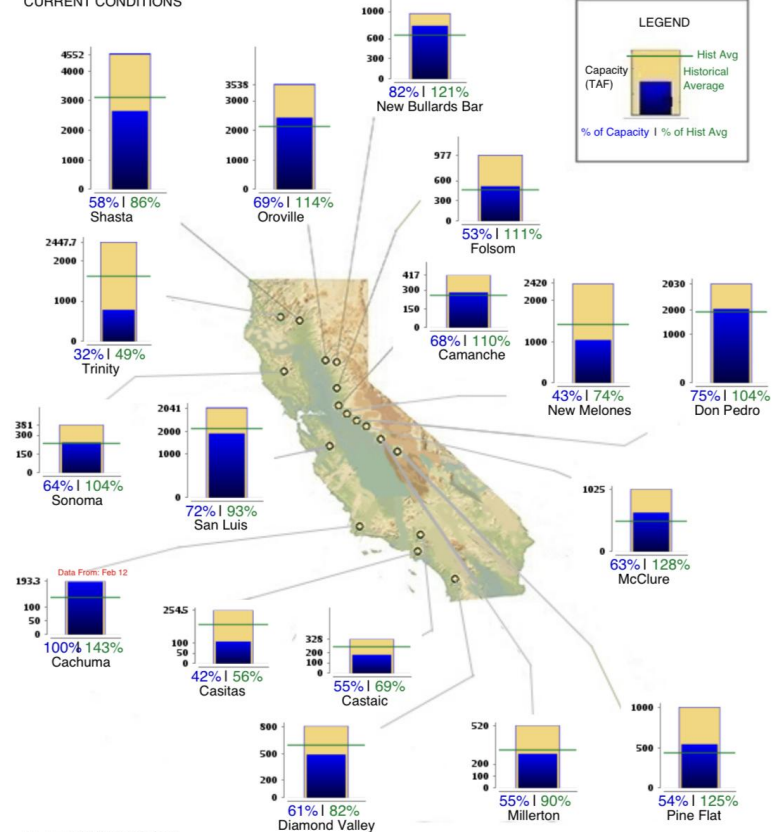 CURRENT CONDITIONS
1000
600
300
0
82% | 121%
New Bullards Bar
LEGEND
Hist Avg
Capacity
(TAF)
Historical
Average
% of Capacity | % of Hist Avg
4552
4000
3000
2000
1000
0
58% | 86%
Shasta
3538
3000
2000
1000
0
69% | 114%
Oroville
977
600
300
0
53% | 111%
Folsom
2447.7
2000
1000
0
32% | 49%
Trinity
417
300
150
0
68% | 110%
Camanche
2420
2000
1000
0
43% | 74%
New Melones
2030
2000
1000
0
75% | 104%
Don Pedro
381
300
150
0
64% | 104%
Sonoma
2041
2000
1000
0
72% | 93%
San Luis
1025
0
63% | 128%
McClure
Data From: Feb 12
193.3
100
50
0
100% | 143%
Cachuma
254.5
100
50
0
42% | 56%
Casitas
325
200
100
0
55% | 69%
Castaic
800
500
200
0
61% | 82%
Diamond Valley
520
200
100
0
55% | 90%
Millerton
1000
500
0
54% | 125%
Pine Flat